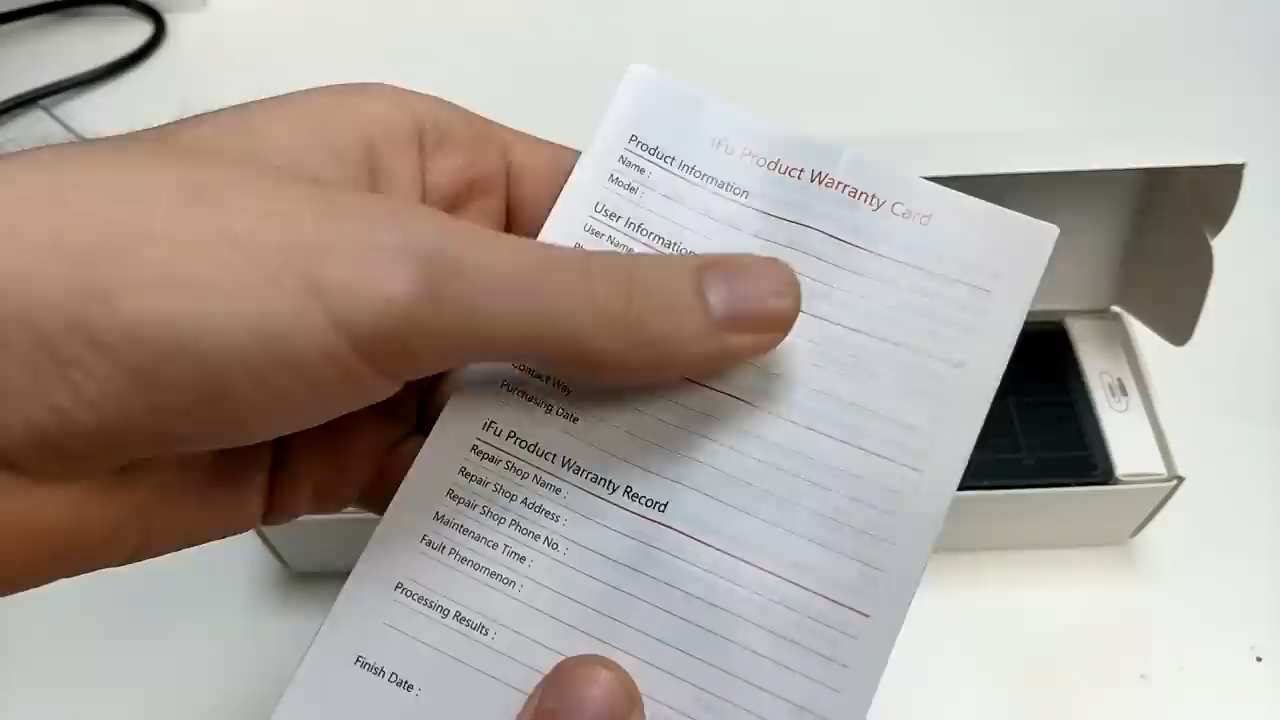 iFu Product Warranty Card
Product Information
Name :
Model :
User Information
User Name
Contact Way
Purchasing Date
iFu Product Warranty Record
Repair Shop Name :
Repair Shop Address :
Repair Shop Phone No. :
Maintenance Time :
Fault Phenomenon :
Processing Results :
Finish Date :